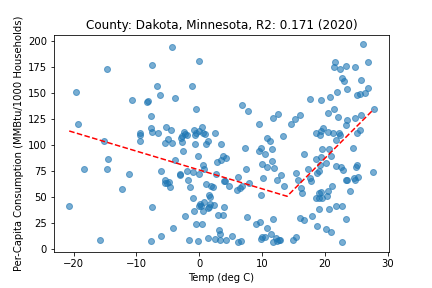 County: Dakota, Minnesota, R2: 0.171 (2020)
Per-Capita Consumption (MMBtu/1000 Households)
200
175
150
125
100
75
50
25
0
−20 −10 0 10 20 30
Temp (deg C)